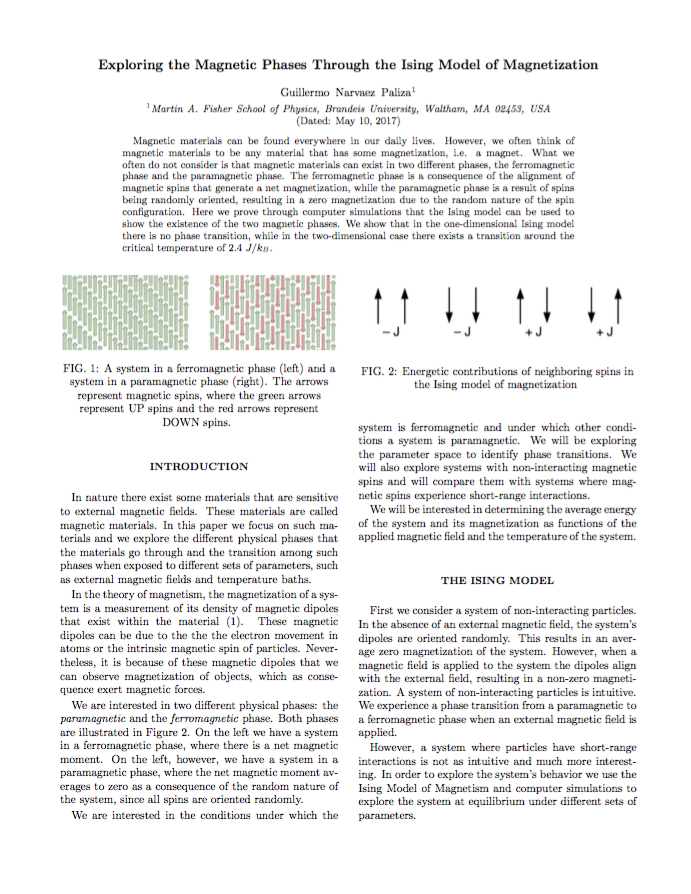 Exploring the Magnetic Phases Through the Ising Model of Magnetization
Guillermo Narvaez Paliza¹
¹ Martin A. Fisher School of Physics, Brandeis University, Waltham, MA 02453, USA
(Dated: May 10, 2017)
Magnetic materials can be found everywhere in our daily lives. However, we often think of
magnetic materials to be any material that has some magnetization, i.e. a magnet. What we
often do not consider is that magnetic materials can exist in two different phases, the ferromagnetic
phase and the paramagnetic phase. The ferromagnetic phase is a consequence of the alignment of
magnetic spins that generate a net magnetization, while the paramagnetic phase is a result of spins
being randomly oriented, resulting in a zero magnetization due to the random nature of the spin
configuration. Here we prove through computer simulations that the Ising model can be used to
show the existence of the two magnetic phases. We show that in the one-dimensional Ising model
there is no phase transition, while in the two-dimensional case there exists a transition around the
critical temperature of 2.4 J/k_B.
FIG. 1: A system in a ferromagnetic phase (left) and a
system in a paramagnetic phase (right). The arrows
represent magnetic spins, where the green arrows
represent UP spins and the red arrows represent
DOWN spins.
INTRODUCTION
In nature there exist some materials that are sensitive
to external magnetic fields. These materials are called
magnetic materials. In this paper we focus on such ma-
terials and we explore the different physical phases that
the materials go through and the transition among such
phases when exposed to different sets of parameters, such
as external magnetic fields and temperature baths.
In the theory of magnetism, the magnetization of a sys-
tem is a measurement of its density of magnetic dipoles
that exist within the material (1). These magnetic
dipoles can be due to the the the electron movement in
atoms or the intrinsic magnetic spin of particles. Never-
theless, it is because of these magnetic dipoles that we
can observe magnetization of objects, which as conse-
quence exert magnetic forces.
We are interested in two different physical phases: the
paramagnetic and the ferromagnetic phase. Both phases
are illustrated in Figure 2. On the left we have a system
in a ferromagnetic phase, where there is a net magnetic
moment. On the left, however, we have a system in a
paramagnetic phase, where the net magnetic moment av-
erages to zero as a consequence of the random nature of
the system, since all spins are oriented randomly.
We are interested in the conditions under which the
– J – J + J + J
FIG. 2: Energetic contributions of neighboring spins in
the Ising model of magnetization
system is ferromagnetic and under which other condi-
tions a system is paramagnetic. We will be exploring
the parameter space to identify phase transitions. We
will also explore systems with non-interacting magnetic
spins and will compare them with systems where mag-
netic spins experience short-range interactions.
We will be interested in determining the average energy
of the system and its magnetization as functions of the
applied magnetic field and the temperature of the system.
THE ISING MODEL
First we consider a system of non-interacting particles.
In the absence of an external magnetic field, the system's
dipoles are oriented randomly. This results in an aver-
age zero magnetization of the system. However, when a
magnetic field is applied to the system the dipoles align
with the external field, resulting in a non-zero magneti-
zation. A system of non-interacting particles is intuitive.
We experience a phase transition from a paramagnetic to
a ferromagnetic phase when an external magnetic field is
applied.
However, a system where particles have short-range
interactions is not as intuitive and much more interest-
ing. In order to explore the system's behavior we use the
Ising Model of Magnetism and computer simulations to
explore the system at equilibrium under different sets of
parameters.